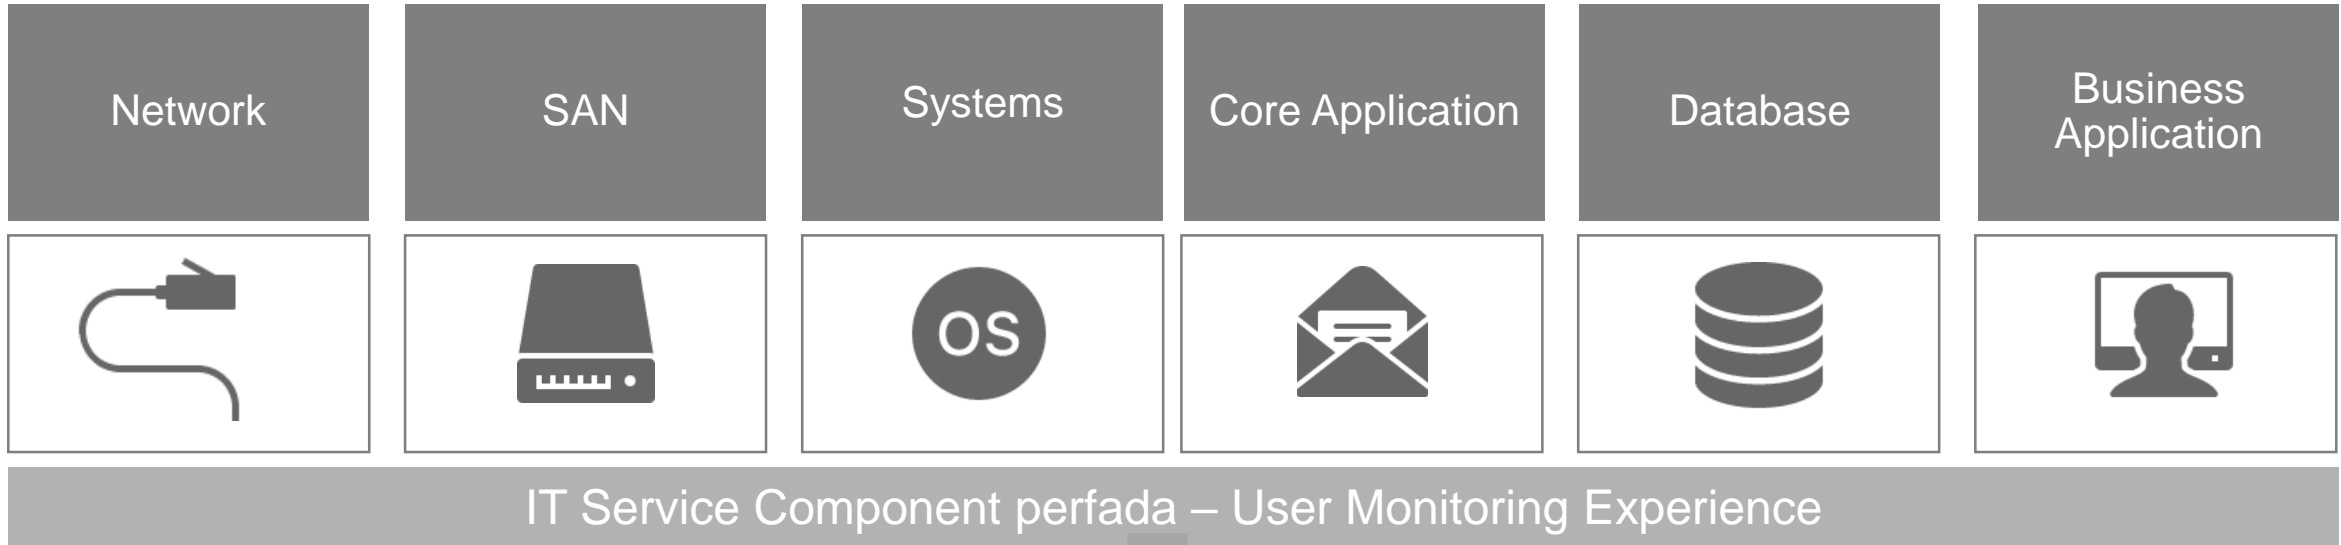 Network
SAN
Systems
Core Application
Database
Business
Application
OS
IT Service Component perfada – User Monitoring Experience